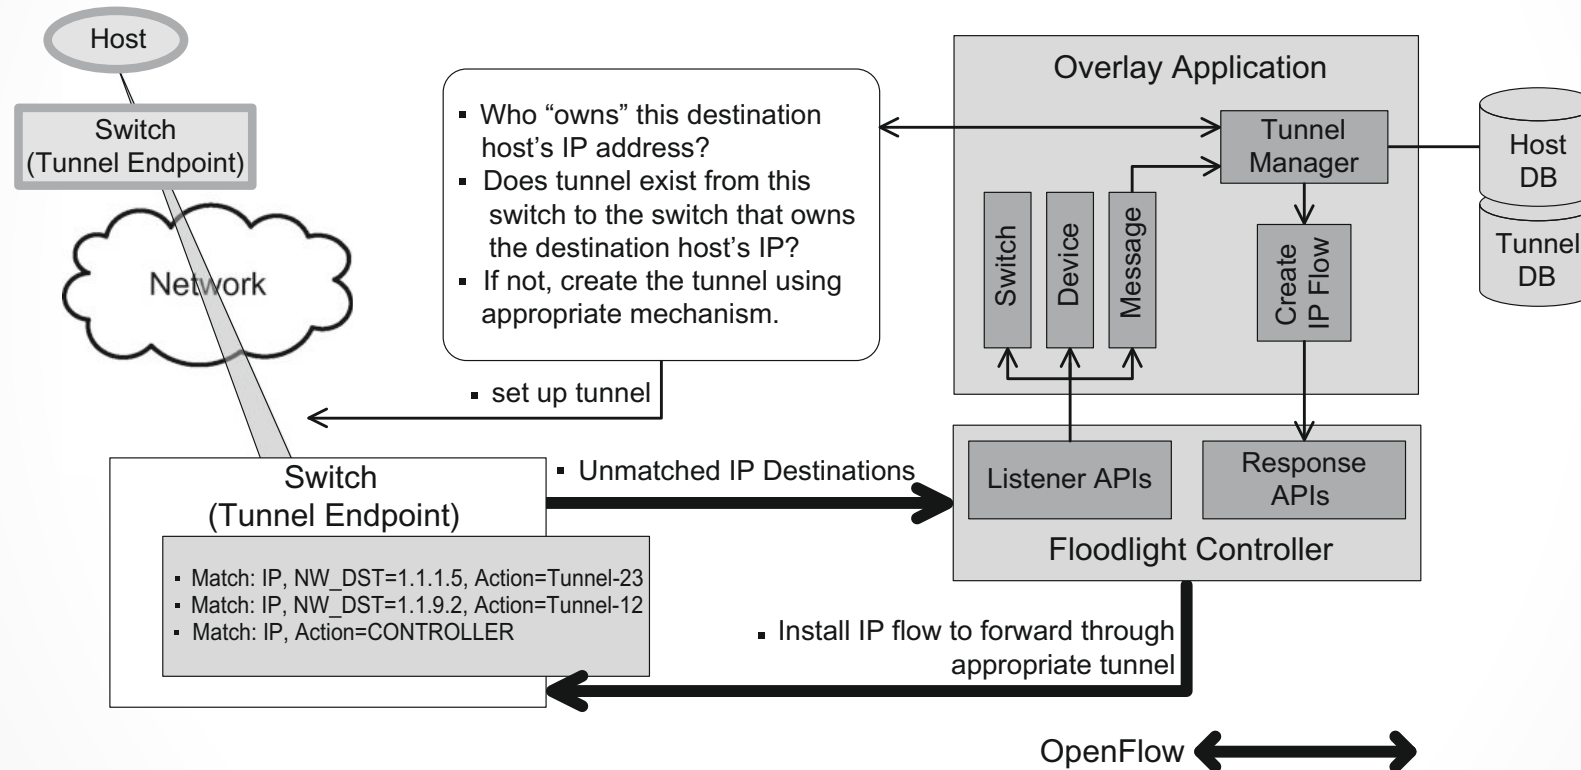 Host
Switch
(Tunnel Endpoint)
Network
▪ Who “owns” this destination
host’s IP address?
▪ Does tunnel exist from this
switch to the switch that owns
the destination host’s IP?
▪ If not, create the tunnel using
appropriate mechanism.
▪ set up tunnel
Overlay Application
Tunnel
Manager
Switch
Device
Message
Create
IP Flow
Host
DB
Tunnel
DB
Switch
(Tunnel Endpoint)
▪ Match: IP, NW_DST=1.1.1.5, Action=Tunnel-23
▪ Match: IP, NW_DST=1.1.9.2, Action=Tunnel-12
▪ Match: IP, Action=CONTROLLER
▪ Unmatched IP Destinations
Listener APIs
Response
APIs
Floodlight Controller
▪ Install IP flow to forward through
appropriate tunnel
OpenFlow